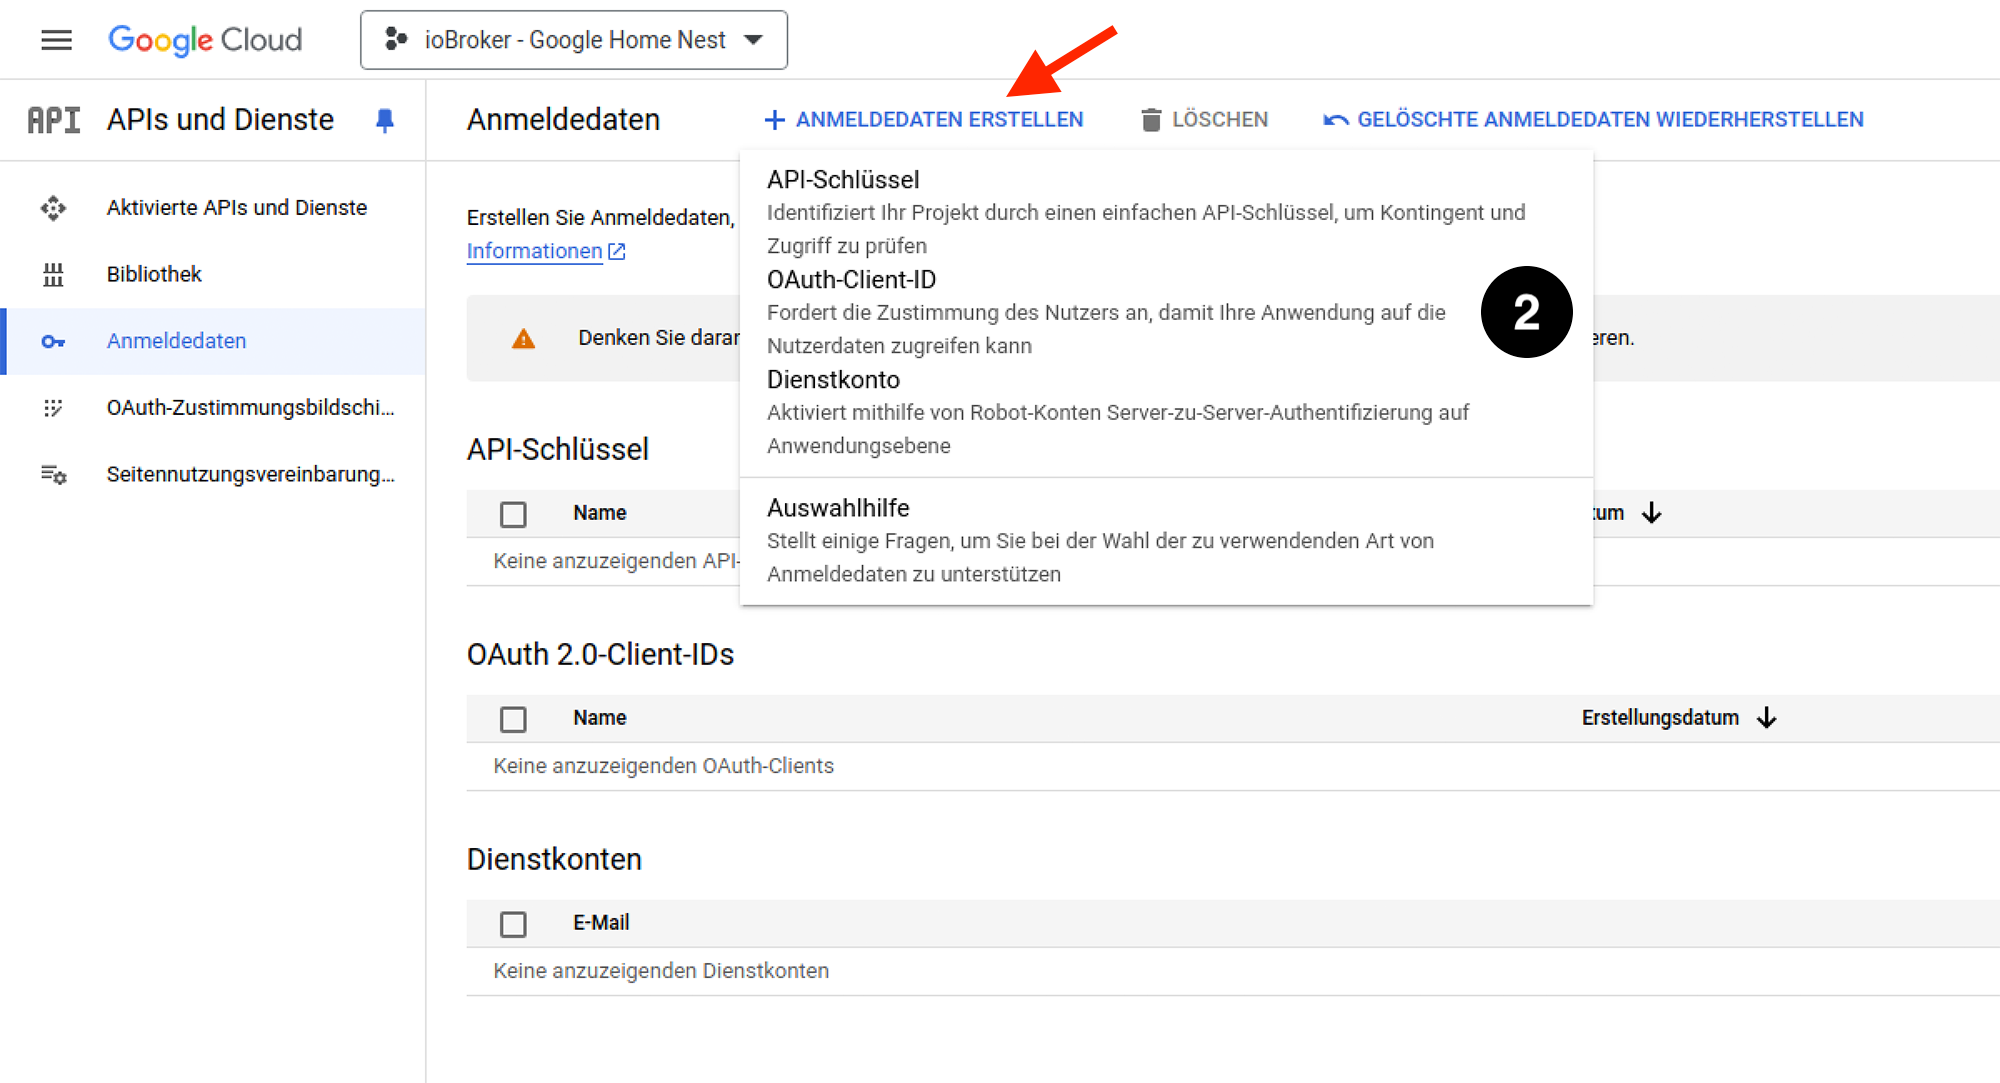 Google Cloud
ioBroker - Google Home Nest
API APIs und Dienste
Aktivierte APIs und Dienste
Bibliothek
Anmeldedaten
OAuth-Zustimmungsbildschi...
Seitennutzungsvereinbarung...
Anmeldedaten
ANMELDEDATEN ERSTELLEN
LÖSCHEN
GELÖSCHTE ANMELDEDATEN WIEDERHERSTELLEN
Erstellen Sie Anmeldedaten,
Informationen
Denken Sie
API-Schlüssel
Identifiziert Ihr Projekt durch einen einfachen API-Schlüssel, um Kontingent und
Zugriff zu prüfen
OAuth-Client-ID
Fordert die Zustimmung des Nutzers an, damit Ihre Anwendung auf die
Nutzerdaten zugreifen kann
2
Dienstkonto
Aktiviert mithilfe von Robot-Konten Server-zu-Server-Authentifizierung auf
Anwendungsebene
Auswahlhilfe
Stellt einige Fragen, um Sie bei der Wahl der zu verwendenden Art von
Anmeldedaten zu unterstützen
API-Schlüssel
Name
Keine anzuzeigenden API-
OAuth 2.0-Client-IDs
Name Erstellungsdatum
Keine anzuzeigenden OAuth-Clients
Dienstkonten
E-Mail
Keine anzuzeigenden Dienstkonten